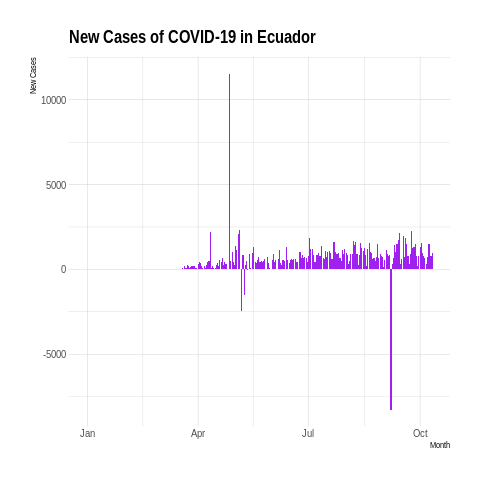 New Cases of COVID-19 in Ecuador
New Cases
10000
5000
0
-5000
Jan Apr Jul Oct
Month